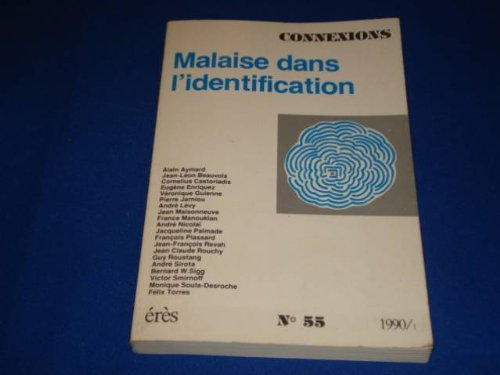 CONNEXIONS
Malaise dans
l'identification
Alain Aymard
Jean-Léon Beauvois
Cornelius Castoriadis
Eugène Enriquez
Véronique Guienne
Pierre Jamiou
André Lévy
Jean Maisonneuve
France Manoukian
André Nicolaï
Jacqueline Palmade
François Plassard
Jean-François Revah
Jean Claude Rouchy
Guy Roustang
André Sirota
Bernard W. Sigg
Victor Smirnoff
Monique Soula-Desroche
Félix Torres
érès
N° 55
1990/1